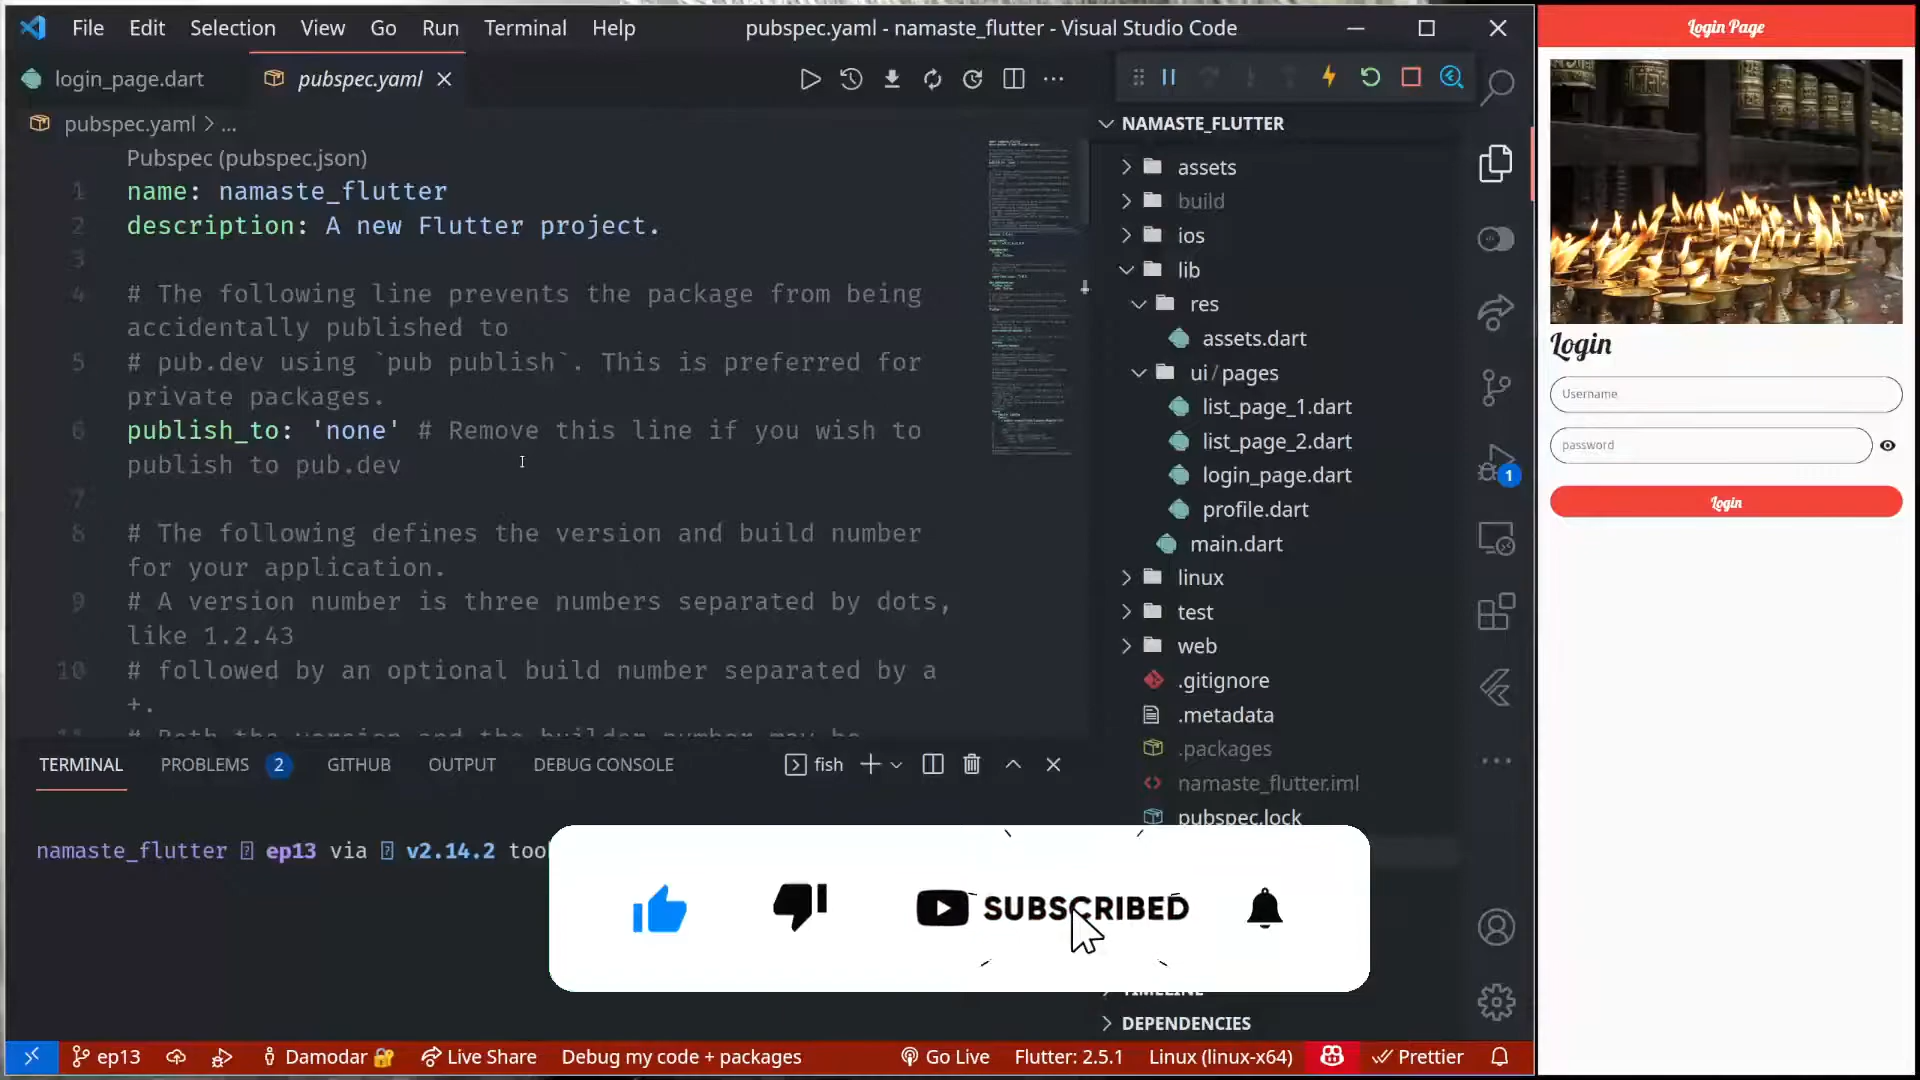 File Edit Selection View Go Run Terminal Help
pubspec.yaml - namaste_flutter - Visual Studio Code
login_page.dart
pubspec.yaml
pubspec.yaml > ...
Pubspec (pubspec.json)
1 name: namaste_flutter
2 description: A new Flutter project.
3
4 # The following line prevents the package from being
accidentally published to
5 # pub.dev using `pub publish`. This is preferred for
private packages.
6 publish_to: 'none' # Remove this line if you wish to
publish to pub.dev
7
8 # The following defines the version and build number
for your application.
9 # A version number is three numbers separated by dots,
like 1.2.43
10 # followed by an optional build number separated by a
+.
11 # Both the version and the builder number may be
NAMASTE_FLUTTER
assets
build
ios
lib
res
assets.dart
ui / pages
list_page_1.dart
list_page_2.dart
login_page.dart
profile.dart
main.dart
linux
test
web
.gitignore
.metadata
.packages
namaste_flutter.iml
pubspec.lock
TIMELINE
DEPENDENCIES
1
TERMINAL PROBLEMS 2 GITHUB OUTPUT DEBUG CONSOLE
fish
namaste_flutter ep13 via v2.14.2 too
SUBSCRIBED
ep13
Damodar
Live Share
Debug my code + packages
Go Live
Flutter: 2.5.1
Linux (linux-x64)
Prettier
Login Page
Login
Username
password
Login